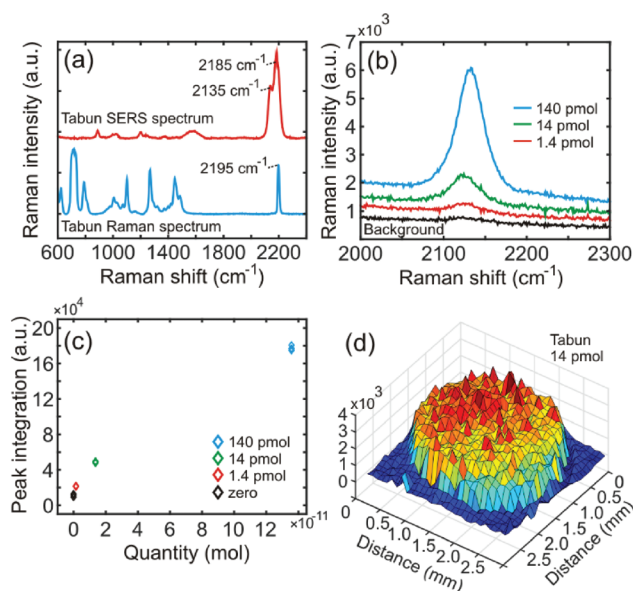 (a)
2185 cm⁻¹
2135 cm⁻¹
Tabun SERS spectrum
2195 cm⁻¹
Tabun Raman spectrum
Raman intensity (a.u.)
600 1000 1400 1800 2200
Raman shift (cm⁻¹)
×10³
(b)
7
6
5
4
3
2
1
140 pmol
14 pmol
1.4 pmol
Background
Raman intensity (a.u.)
2000 2100 2200 2300
Raman shift (cm⁻¹)
×10⁴
(c)
20
16
12
8
4
0
Peak integration (a.u.)
140 pmol
14 pmol
1.4 pmol
zero
0 2 4 6 8 10 12
×10⁻¹¹
Quantity (mol)
(d)
Tabun
14 pmol
×10³
4
3
2
1
0
0 0.5 1.0 1.5 2.0 2.5
Distance (mm)
0 0.5 1.0 1.5 2.0 2.5
Distance (mm)